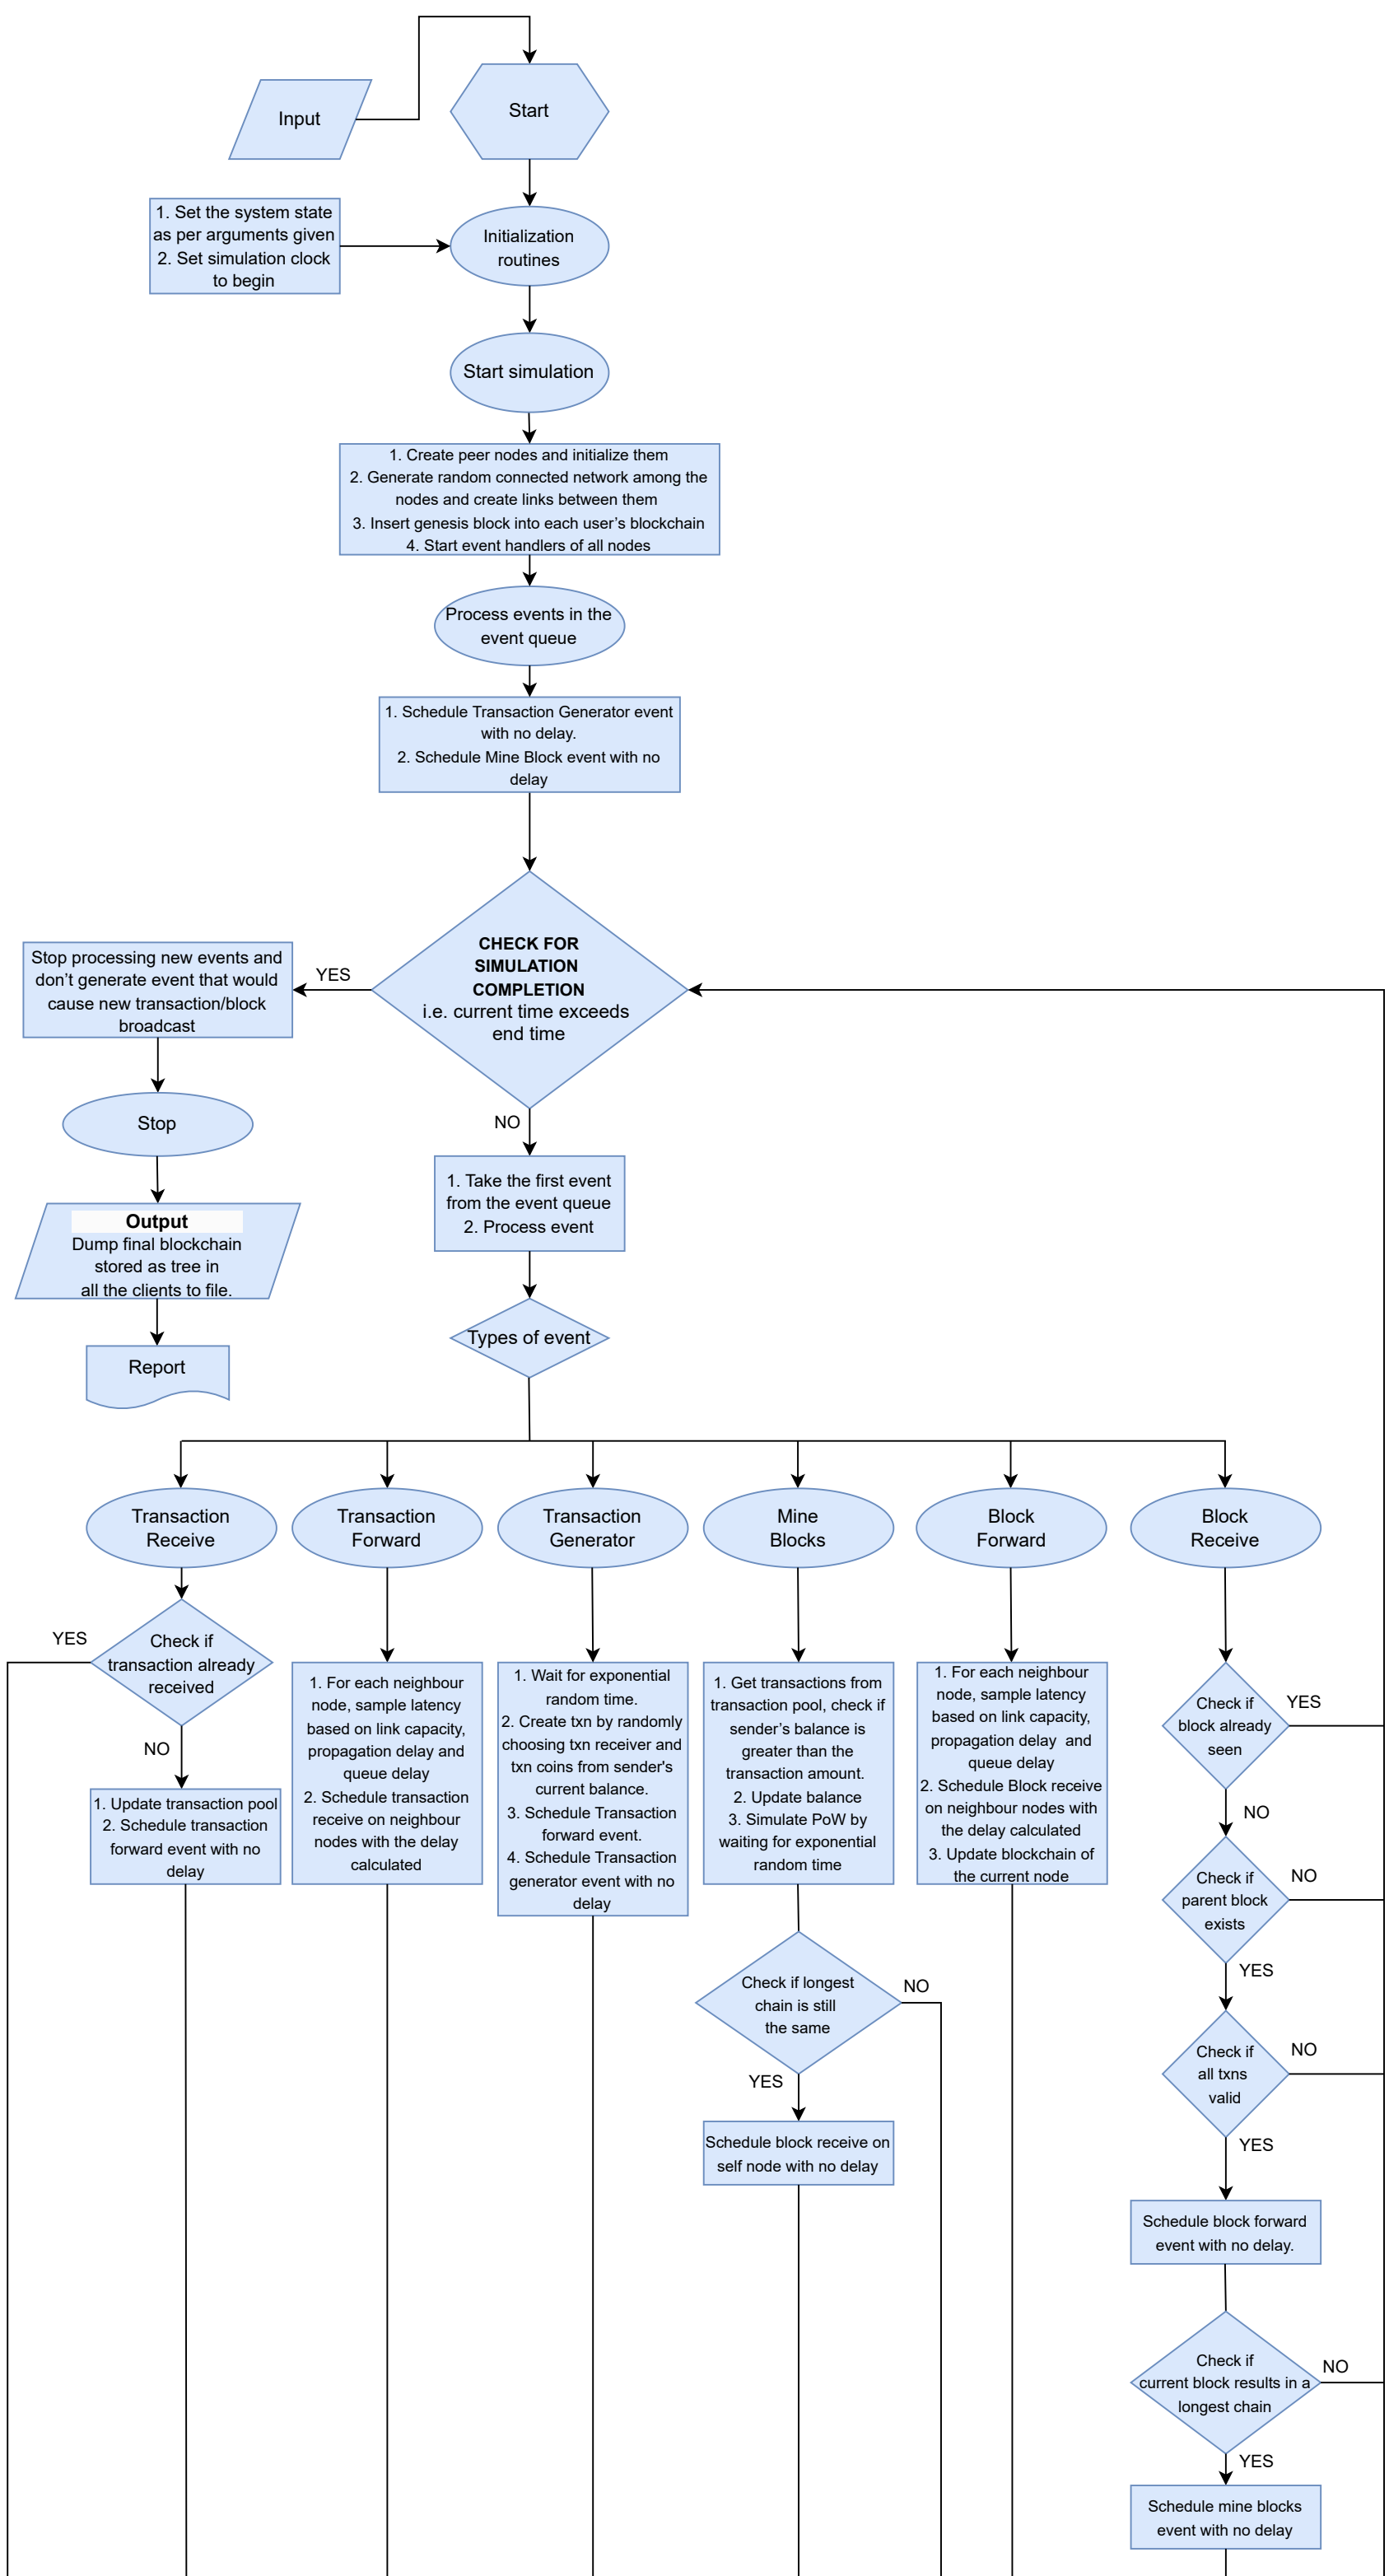 Start
Input
1. Set the system state
as per arguments given
2. Set simulation clock
to begin
Initialization
routines
Start simulation
1. Create peer nodes and initialize them
2. Generate random connected network among the
nodes and create links between them
3. Insert genesis block into each user’s blockchain
4. Start event handlers of all nodes
Process events in the
event queue
1. Schedule Transaction Generator event
with no delay.
2. Schedule Mine Block event with no
delay
CHECK FOR
SIMULATION
COMPLETION
i.e. current time exceeds
end time
YES
Stop processing new events and
don’t generate event that would
cause new transaction/block
broadcast
Stop
Output
Dump final blockchain
stored as tree in
all the clients to file.
Report
NO
1. Take the first event
from the event queue
2. Process event
Types of event
Transaction
Receive
Transaction
Forward
Transaction
Generator
Mine
Blocks
Block
Forward
Block
Receive
YES
Check if
transaction already
received
NO
1. Update transaction pool
2. Schedule transaction
forward event with no
delay
1. For each neighbour
node, sample latency
based on link capacity,
propagation delay and
queue delay
2. Schedule transaction
receive on neighbour
nodes with the delay
calculated
1. Wait for exponential
random time.
2. Create txn by randomly
choosing txn receiver and
txn coins from sender's
current balance.
3. Schedule Transaction
forward event.
4. Schedule Transaction
generator event with no
delay
1. Get transactions from
transaction pool, check if
sender’s balance is
greater than the
transaction amount.
2. Update balance
3. Simulate PoW by
waiting for exponential
random time
Check if longest
chain is still
the same
NO
YES
Schedule block receive on
self node with no delay
1. For each neighbour
node, sample latency
based on link capacity,
propagation delay  and
queue delay
2. Schedule Block receive
on neighbour nodes with
the delay calculated
3. Update blockchain of
the current node
Check if
block already
seen
YES
NO
Check if
parent block
exists
NO
YES
Check if
all txns
valid
NO
YES
Schedule block forward
event with no delay.
Check if
current block results in a
longest chain
NO
YES
Schedule mine blocks
event with no delay